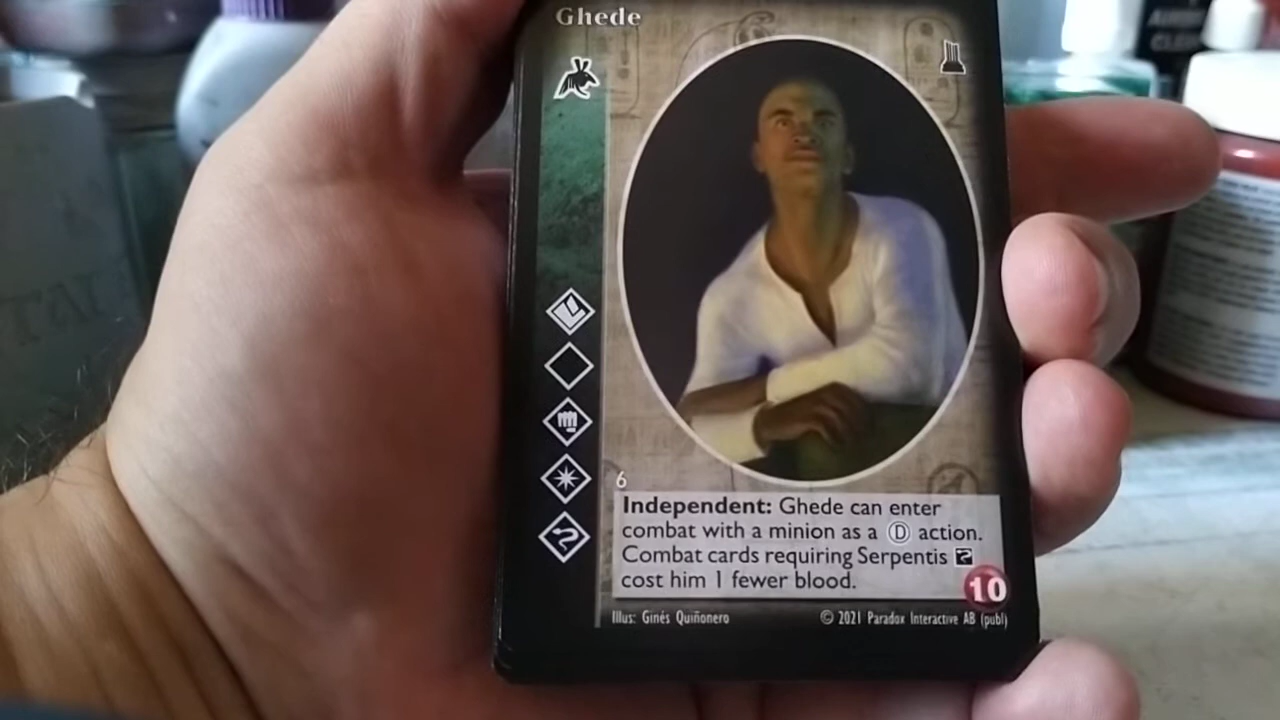 Ghede
6
Independent: Ghede can enter
combat with a minion as a Ⓓ action.
Combat cards requiring Serpentis
cost him 1 fewer blood.
10
Illus: Ginés Quiñonero
© 2021 Paradox Interactive AB (publ)